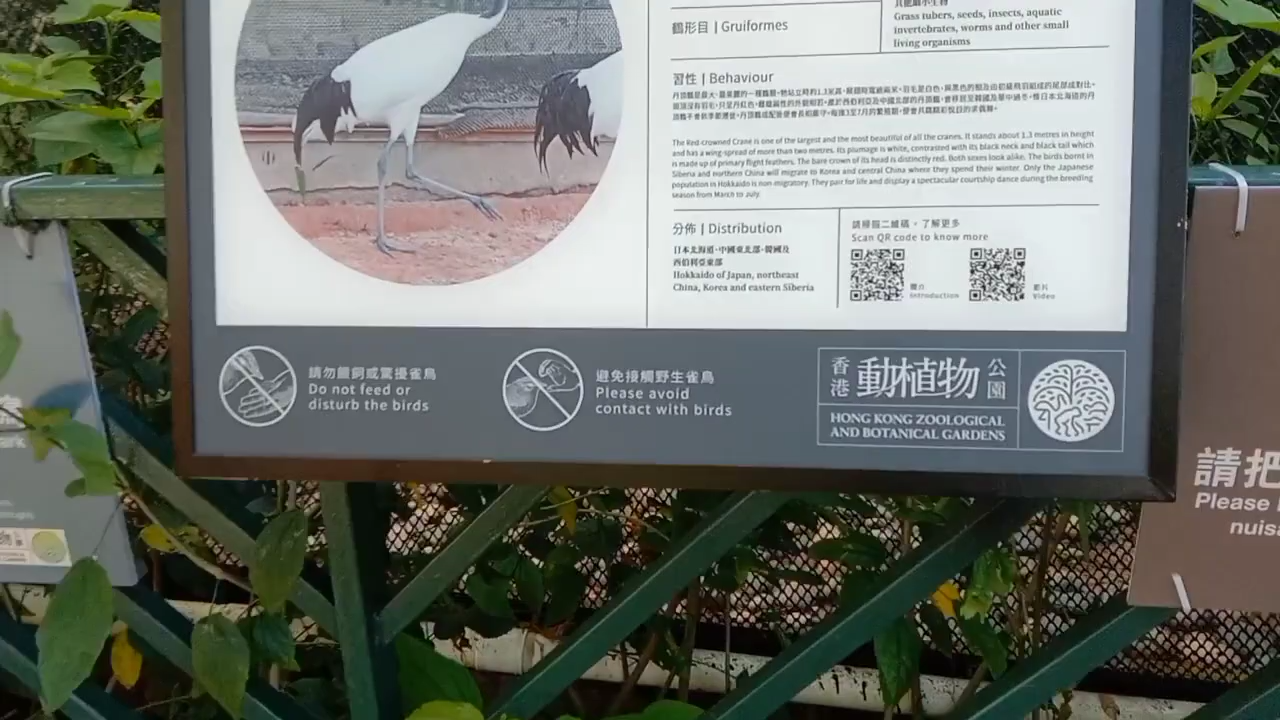 鶴形目 | Gruiformes
Grass tubers, seeds, insects, aquatic
invertebrates, worms and other small
living organisms
習性 | Behaviour
The Red-crowned Crane is one of the largest and the most beautiful of all the cranes. It stands about 1.3 metres in height
and has a wing-spread of more than two metres. Its plumage is white, contrasted with its black neck and black tail which
is made up of primary flight feathers. The bare crown of its head is distinctly red. Both sexes look alike. The birds bornt in
Siberia and northern China will migrate to Korea and central China where they spend their winter. Only the Japanese
population in Hokkaido is non-migratory. They pair for life and display a spectacular courtship dance during the breeding
season from March to July.
分佈 | Distribution
日本北海道、中國東北部、韓國及
西伯利亞東部
Hokkaido of Japan, northeast
China, Korea and eastern Siberia
請掃描二維碼，了解更多
Scan QR code to know more
簡介
Introduction
影片
Video
請勿餵飼或驚擾雀鳥
Do not feed or
disturb the birds
避免接觸野生雀鳥
Please avoid
contact with birds
香港動植物公園
HONG KONG ZOOLOGICAL
AND BOTANICAL GARDENS
請把
Please
nuis